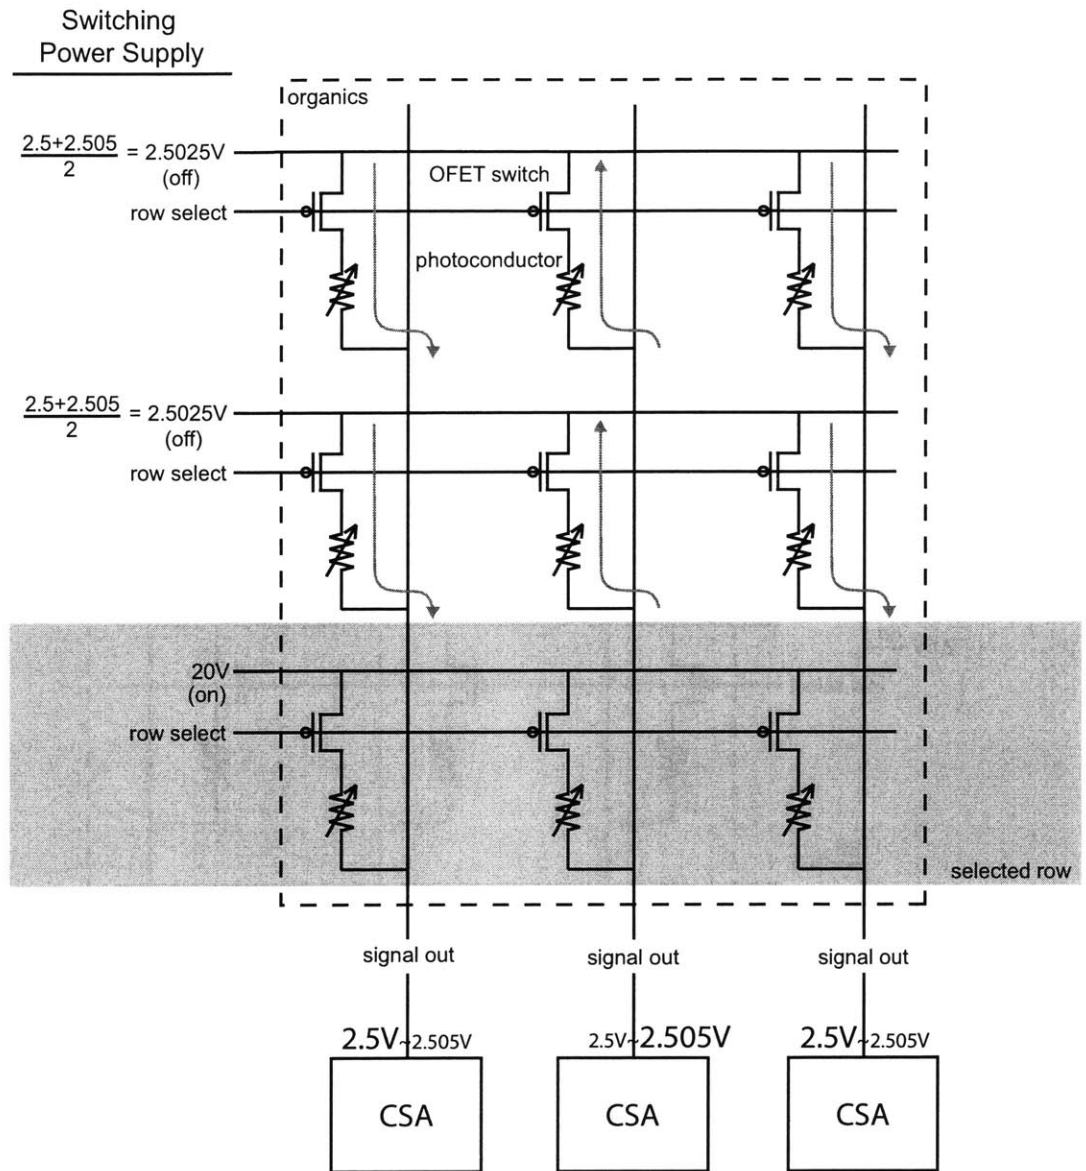 Switching
Power Supply
organics
2.5+2.505
2
= 2.5025V
(off)
OFET switch
row select
photoconductor
2.5+2.505
2
= 2.5025V
(off)
row select
20V
(on)
row select
selected row
signal out
signal out
signal out
2.5V~2.505V
2.5V~2.505V
2.5V~2.505V
CSA
CSA
CSA